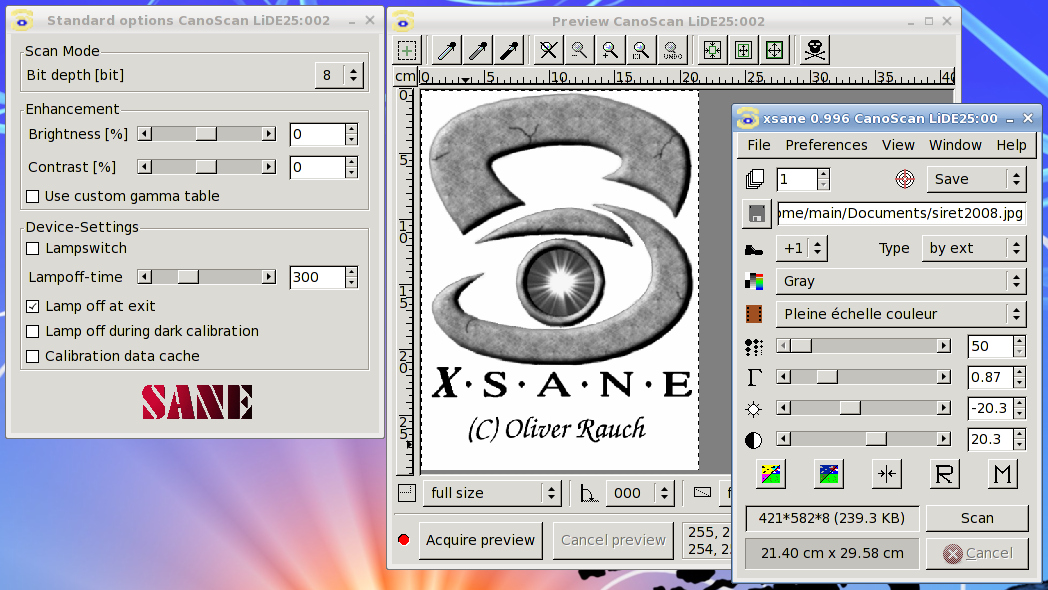 Standard options CanoScan LiDE25:002
Scan Mode
Bit depth [bit]
8
Enhancement
Brightness [%]
0
Contrast [%]
0
Use custom gamma table
Device-Settings
Lampswitch
Lampoff-time
300
Lamp off at exit
Lamp off during dark calibration
Calibration data cache
SANE
Preview CanoScan LiDE25:002
UNDO
cm
0 5 10 15 20 25 30 35 40
0
5
10
15
20
25
X·S·A·N·E
(C) Oliver Rauch
full size
000
Acquire preview
Cancel preview
255, 2
254, 2
xsane 0.996 CanoScan LiDE25:00
File Preferences View Window Help
1
Save
ome/main/Documents/siret2008.jpg
+1
Type
by ext
Gray
Pleine échelle couleur
50
0.87
-20.3
20.3
R
M
421*582*8 (239.3 KB)
Scan
21.40 cm x 29.58 cm
Cancel